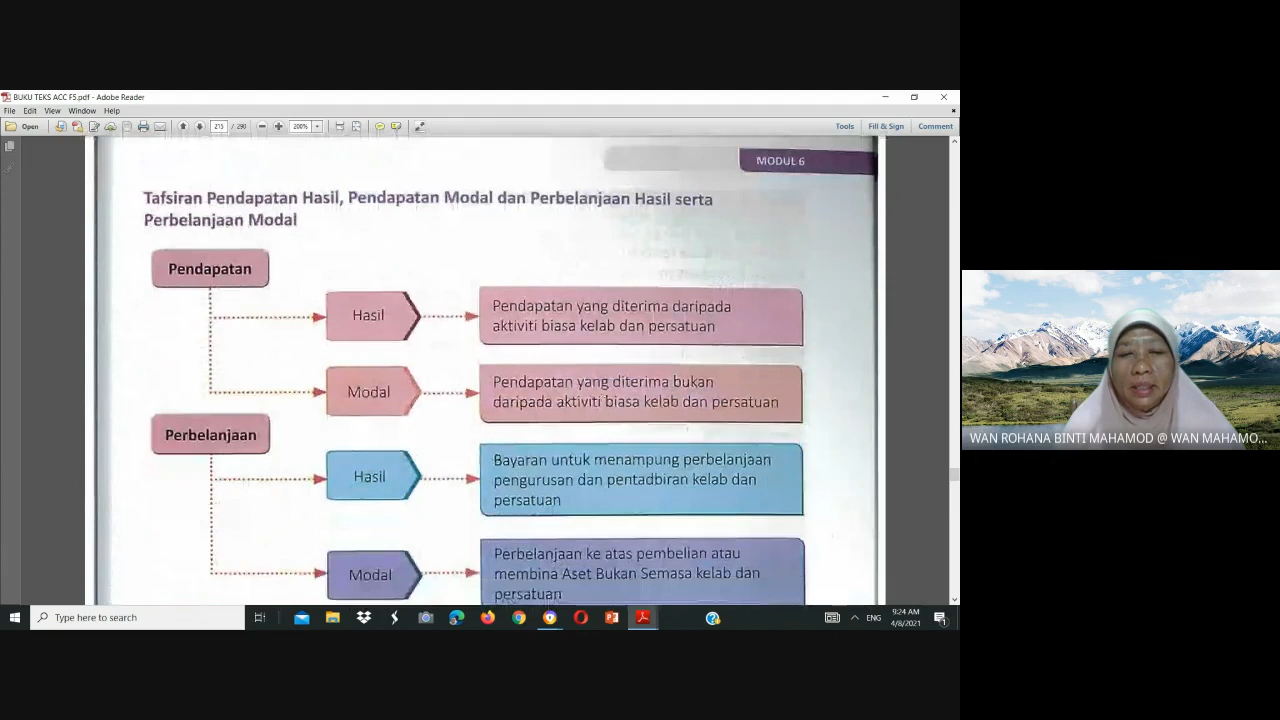 BUKU TEKS ACC F5.pdf - Adobe Reader
File Edit View Window Help
Open 215 / 290 200% Tools Fill & Sign Comment
MODUL 6
Tafsiran Pendapatan Hasil, Pendapatan Modal dan Perbelanjaan Hasil serta
Perbelanjaan Modal
Pendapatan
Hasil
Pendapatan yang diterima daripada
aktiviti biasa kelab dan persatuan
Modal
Pendapatan yang diterima bukan
daripada aktiviti biasa kelab dan persatuan
Perbelanjaan
Hasil
Bayaran untuk menampung perbelanjaan
pengurusan dan pentadbiran kelab dan
persatuan
Modal
Perbelanjaan ke atas pembelian atau
membina Aset Bukan Semasa kelab dan
persatuan
WAN ROHANA BINTI MAHAMOD @ WAN MAHAMO...
Type here to search
ENG
9:24 AM
4/8/2021